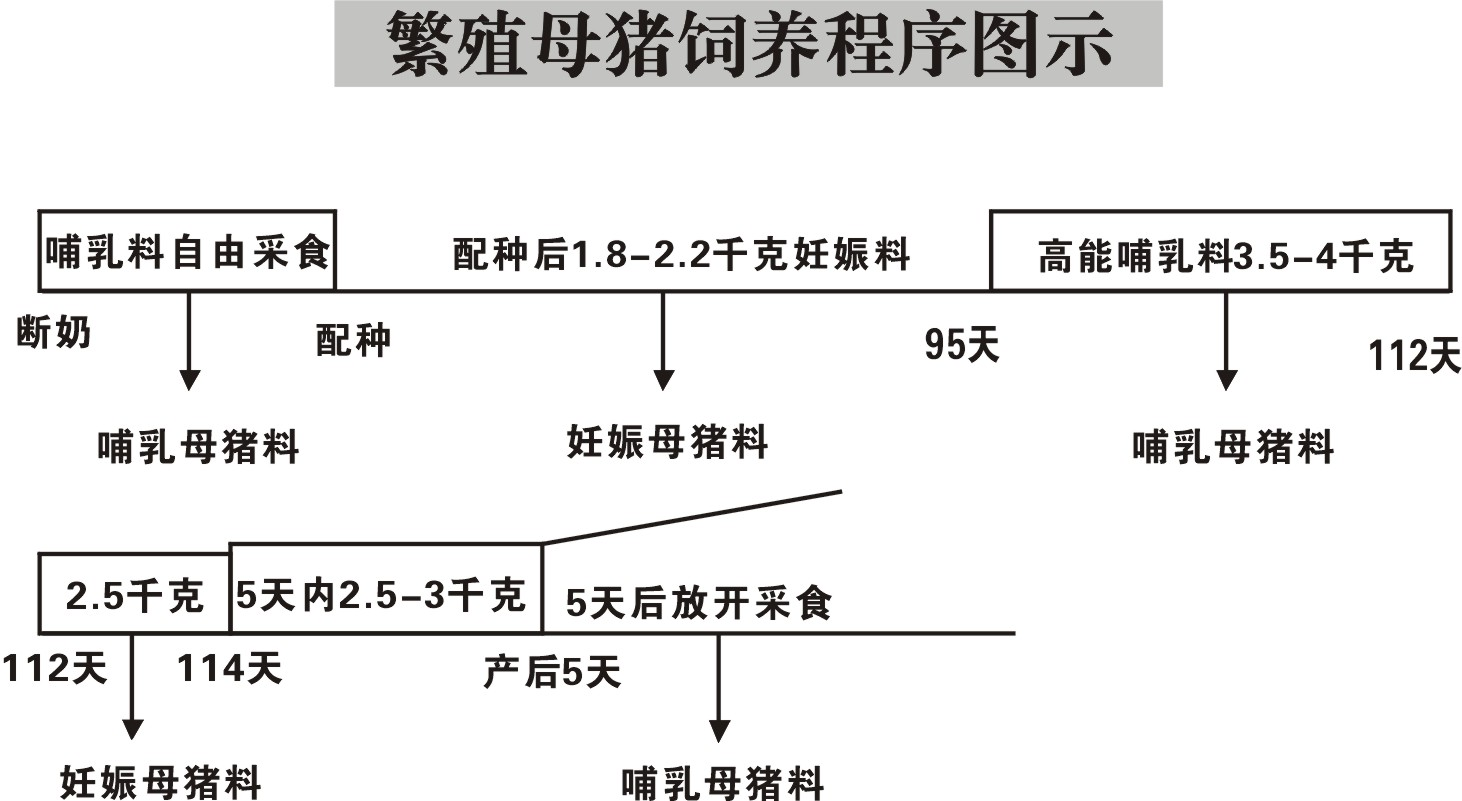 繁殖母猪饲养程序图示
哺乳料自由采食
配种后1.8-2.2千克妊娠料
高能哺乳料3.5-4千克
断奶
配种
95天
112天
哺乳母猪料
妊娠母猪料
哺乳母猪料
2.5千克
5天内2.5-3千克
5天后放开采食
112天
114天
产后5天
妊娠母猪料
哺乳母猪料